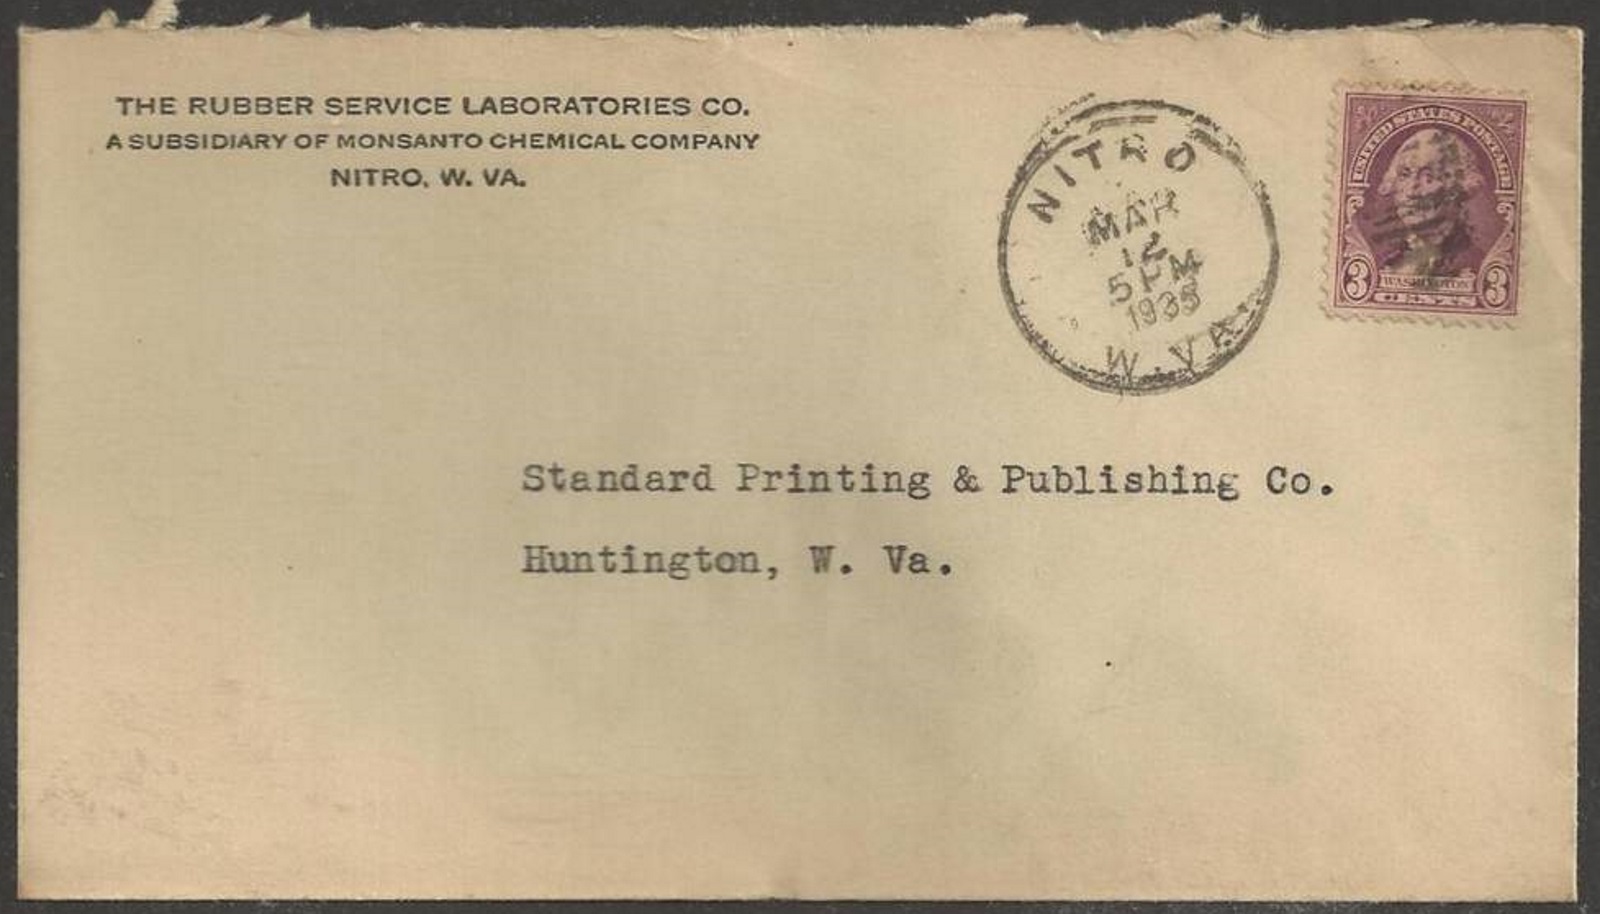 THE RUBBER SERVICE LABORATORIES CO.
A SUBSIDIARY OF MONSANTO CHEMICAL COMPANY
NITRO, W. VA.
NITRO
MAR
12
5 PM
1935
W. VA.
UNITED STATES POSTAGE
3 WASHINGTON 3
CENTS
Standard Printing & Publishing Co.
Huntington, W. Va.